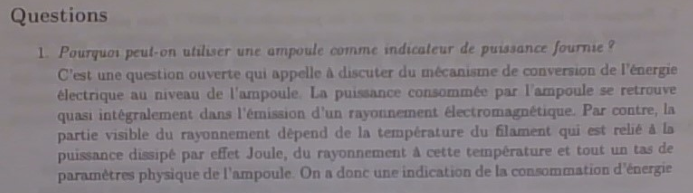 Questions
1. Pourquoi peut-on utiliser une ampoule comme indicateur de puissance fournie ?
C'est une question ouverte qui appelle à discuter du mécanisme de conversion de l'énergie
électrique au niveau de l'ampoule. La puissance consommée par l'ampoule se retrouve
quasi intégralement dans l'émission d'un rayonnement électromagnétique. Par contre, la
partie visible du rayonnement dépend de la température du filament qui est relié à la
puissance dissipé par effet Joule, du rayonnement à cette température et tout un tas de
paramètres physique de l'ampoule. On a donc une indication de la consommation d'énergie